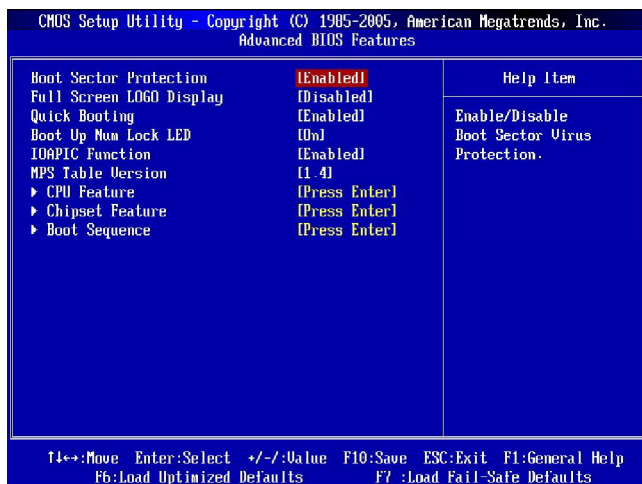 CMOS Setup Utility - Copyright (C) 1985-2005, American Megatrends, Inc.
Advanced BIOS Features
Boot Sector Protection [Enabled]
Full Screen LOGO Display [Disabled]
Quick Booting [Enabled]
Boot Up Num Lock LED [On]
IOAPIC Function [Enabled]
MPS Table Version [1.4]
▶ CPU Feature [Press Enter]
▶ Chipset Feature [Press Enter]
▶ Boot Sequence [Press Enter]
Help Item
Enable/Disable
Boot Sector Virus
Protection.
↑↓←→:Move Enter:Select +/-/:Value F10:Save ESC:Exit F1:General Help
F6:Load Optimized Defaults F7 :Load Fail-Safe Defaults